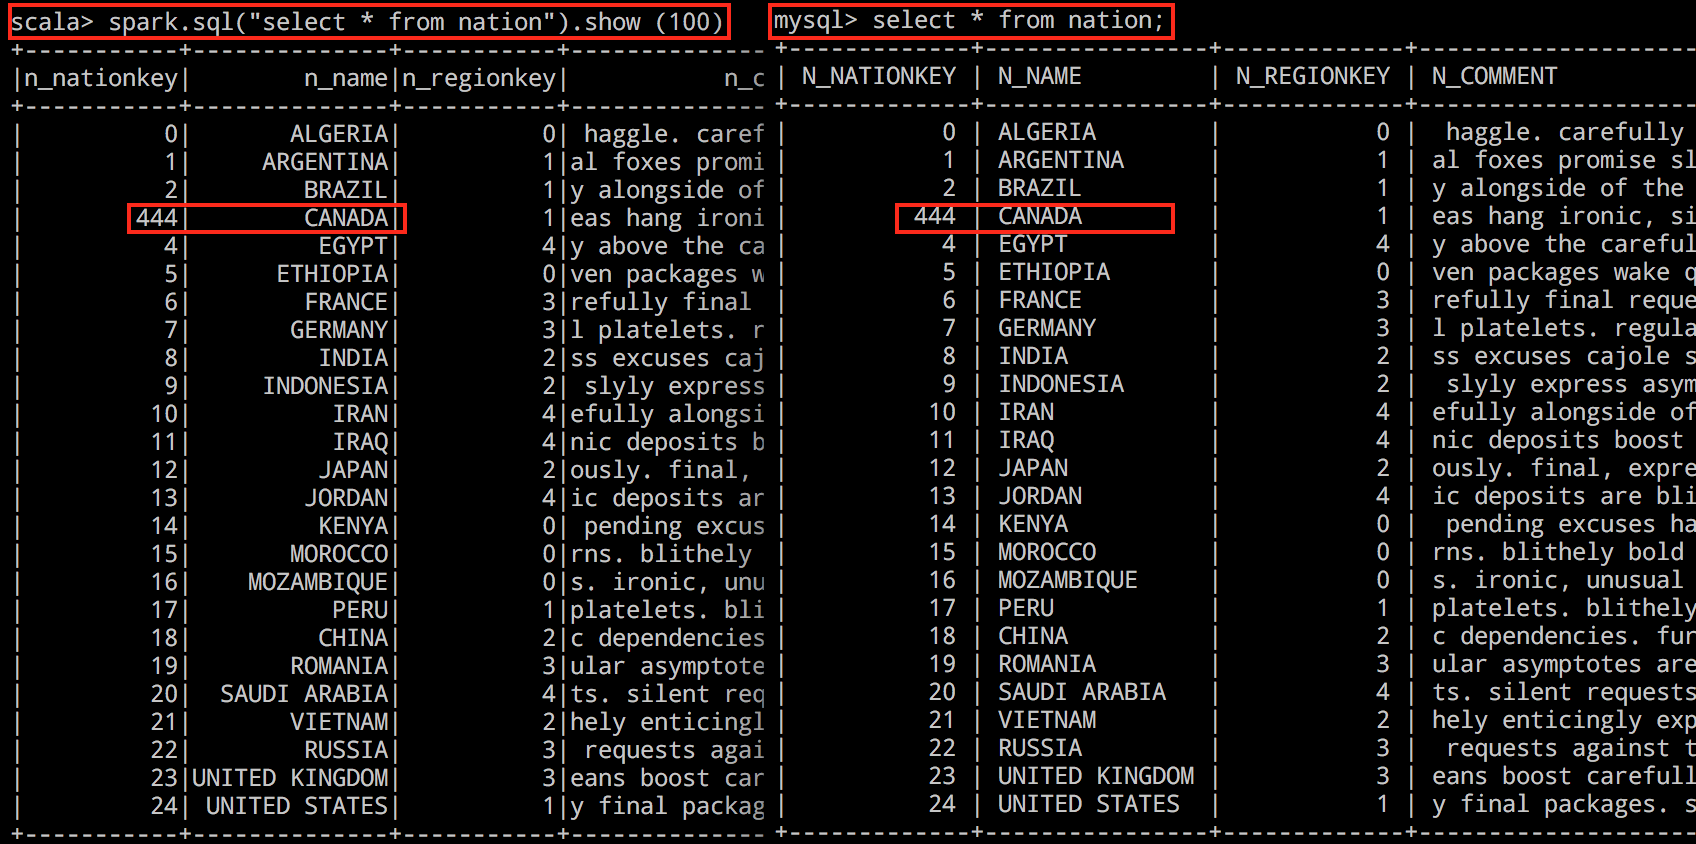 scala> spark.sql("select * from nation").show (100)
+-----------+--------------+-----------+--------------
|n_nationkey|        n_name|n_regionkey|           n_c
+-----------+--------------+-----------+--------------
|          0|       ALGERIA|          0| haggle. caref
|          1|     ARGENTINA|          1|al foxes promi
|          2|        BRAZIL|          1|y alongside of
|        444|        CANADA|          1|eas hang ironi
|          4|         EGYPT|          4|y above the ca
|          5|      ETHIOPIA|          0|ven packages w
|          6|        FRANCE|          3|refully final
|          7|       GERMANY|          3|l platelets. r
|          8|         INDIA|          2|ss excuses caj
|          9|     INDONESIA|          2| slyly express
|         10|          IRAN|          4|efully alongsi
|         11|          IRAQ|          4|nic deposits b
|         12|         JAPAN|          2|ously. final,
|         13|        JORDAN|          4|ic deposits ar
|         14|         KENYA|          0| pending excus
|         15|       MOROCCO|          0|rns. blithely
|         16|    MOZAMBIQUE|          0|s. ironic, unu
|         17|          PERU|          1|platelets. bli
|         18|         CHINA|          2|c dependencies
|         19|       ROMANIA|          3|ular asymptote
|         20|  SAUDI ARABIA|          4|ts. silent req
|         21|       VIETNAM|          2|hely enticingl
|         22|        RUSSIA|          3| requests agai
|         23|UNITED KINGDOM|          3|eans boost car
|         24| UNITED STATES|          1|y final packag
+-----------+--------------+-----------+--------------
mysql> select * from nation;
+-------------+----------------+-------------+--------------------
| N_NATIONKEY | N_NAME         | N_REGIONKEY | N_COMMENT
+-------------+----------------+-------------+--------------------
|           0 | ALGERIA        |           0 |  haggle. carefully
|           1 | ARGENTINA      |           1 | al foxes promise sl
|           2 | BRAZIL         |           1 | y alongside of the
|         444 | CANADA         |           1 | eas hang ironic, si
|           4 | EGYPT          |           4 | y above the careful
|           5 | ETHIOPIA       |           0 | ven packages wake q
|           6 | FRANCE         |           3 | refully final reque
|           7 | GERMANY        |           3 | l platelets. regula
|           8 | INDIA          |           2 | ss excuses cajole s
|           9 | INDONESIA      |           2 |  slyly express asym
|          10 | IRAN           |           4 | efully alongside of
|          11 | IRAQ           |           4 | nic deposits boost
|          12 | JAPAN          |           2 | ously. final, expre
|          13 | JORDAN         |           4 | ic deposits are bli
|          14 | KENYA          |           0 |  pending excuses ha
|          15 | MOROCCO        |           0 | rns. blithely bold
|          16 | MOZAMBIQUE     |           0 | s. ironic, unusual
|          17 | PERU           |           1 | platelets. blithely
|          18 | CHINA          |           2 | c dependencies. fur
|          19 | ROMANIA        |           3 | ular asymptotes are
|          20 | SAUDI ARABIA   |           4 | ts. silent requests
|          21 | VIETNAM        |           2 | hely enticingly exp
|          22 | RUSSIA         |           3 |  requests against t
|          23 | UNITED KINGDOM |           3 | eans boost carefull
|          24 | UNITED STATES  |           1 | y final packages. s
+-------------+----------------+-------------+--------------------